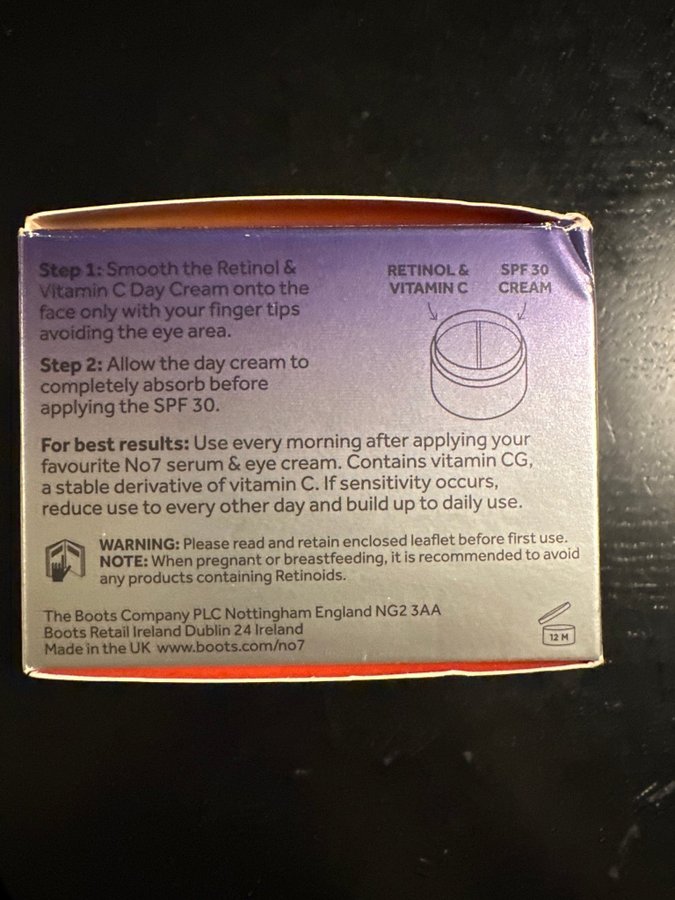 Step 1: Smooth the Retinol &
Vitamin C Day Cream onto the
face only with your finger tips
avoiding the eye area.
Step 2: Allow the day cream to
completely absorb before
applying the SPF 30.
RETINOL &
VITAMIN C
SPF 30
CREAM
For best results: Use every morning after applying your
favourite No7 serum & eye cream. Contains vitamin CG,
a stable derivative of vitamin C. If sensitivity occurs,
reduce use to every other day and build up to daily use.
WARNING: Please read and retain enclosed leaflet before first use.
NOTE: When pregnant or breastfeeding, it is recommended to avoid
any products containing Retinoids.
The Boots Company PLC Nottingham England NG2 3AA
Boots Retail Ireland Dublin 24 Ireland
Made in the UK www.boots.com/no7
12 M